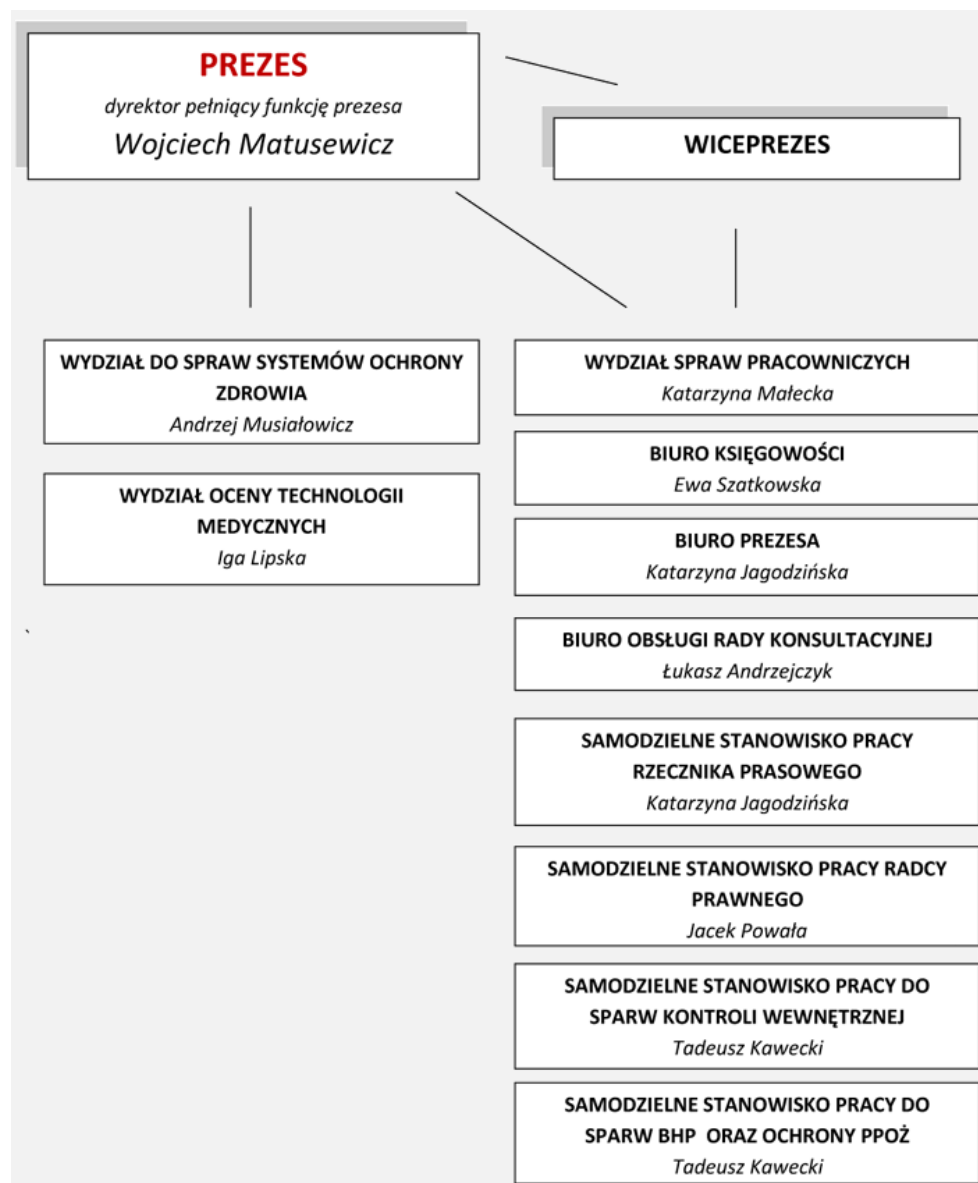 PREZES
dyrektor pełniący funkcję prezesa
Wojciech Matusewicz
WICEPREZES
WYDZIAŁ DO SPRAW SYSTEMÓW OCHRONY
ZDROWIA
Andrzej Musiałowicz
WYDZIAŁ OCENY TECHNOLOGII
MEDYCZNYCH
Iga Lipska
`
WYDZIAŁ SPRAW PRACOWNICZYCH
Katarzyna Małecka
BIURO KSIĘGOWOŚCI
Ewa Szatkowska
BIURO PREZESA
Katarzyna Jagodzińska
BIURO OBSŁUGI RADY KONSULTACYJNEJ
Łukasz Andrzejczyk
SAMODZIELNE STANOWISKO PRACY
RZECZNIKA PRASOWEGO
Katarzyna Jagodzińska
SAMODZIELNE STANOWISKO PRACY RADCY
PRAWNEGO
Jacek Powała
SAMODZIELNE STANOWISKO PRACY DO
SPARW KONTROLI WEWNĘTRZNEJ
Tadeusz Kawecki
SAMODZIELNE STANOWISKO PRACY DO
SPARW BHP ORAZ OCHRONY PPOŻ
Tadeusz Kawecki